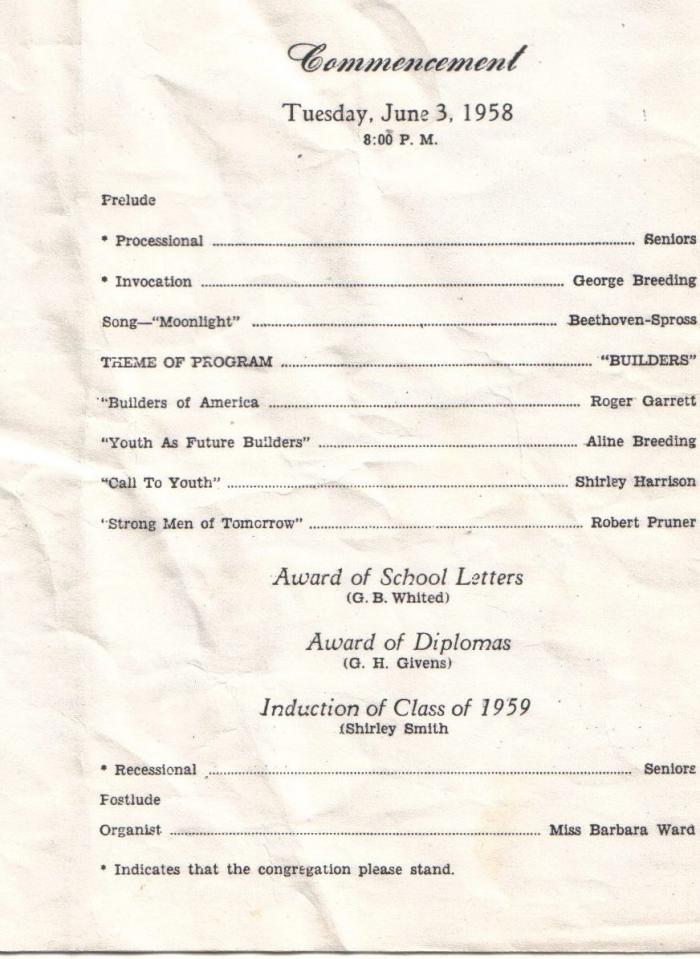 Commencement
Tuesday, June 3, 1958
8:00 P. M.
Prelude
* Processional ........ Seniors
* Invocation ........ George Breeding
Song—“Moonlight” ........ Beethoven-Spross
THEME OF PROGRAM ........ “BUILDERS”
“Builders of America ........ Roger Garrett
“Youth As Future Builders” ........ Aline Breeding
“Call To Youth” ........ Shirley Harrison
“Strong Men of Tomorrow” ........ Robert Pruner
Award of School Letters
(G. B. Whited)
Award of Diplomas
(G. H. Givens)
Induction of Class of 1959
(Shirley Smith
* Recessional ........ Seniors
Postlude
Organist ........ Miss Barbara Ward
* Indicates that the congregation please stand.